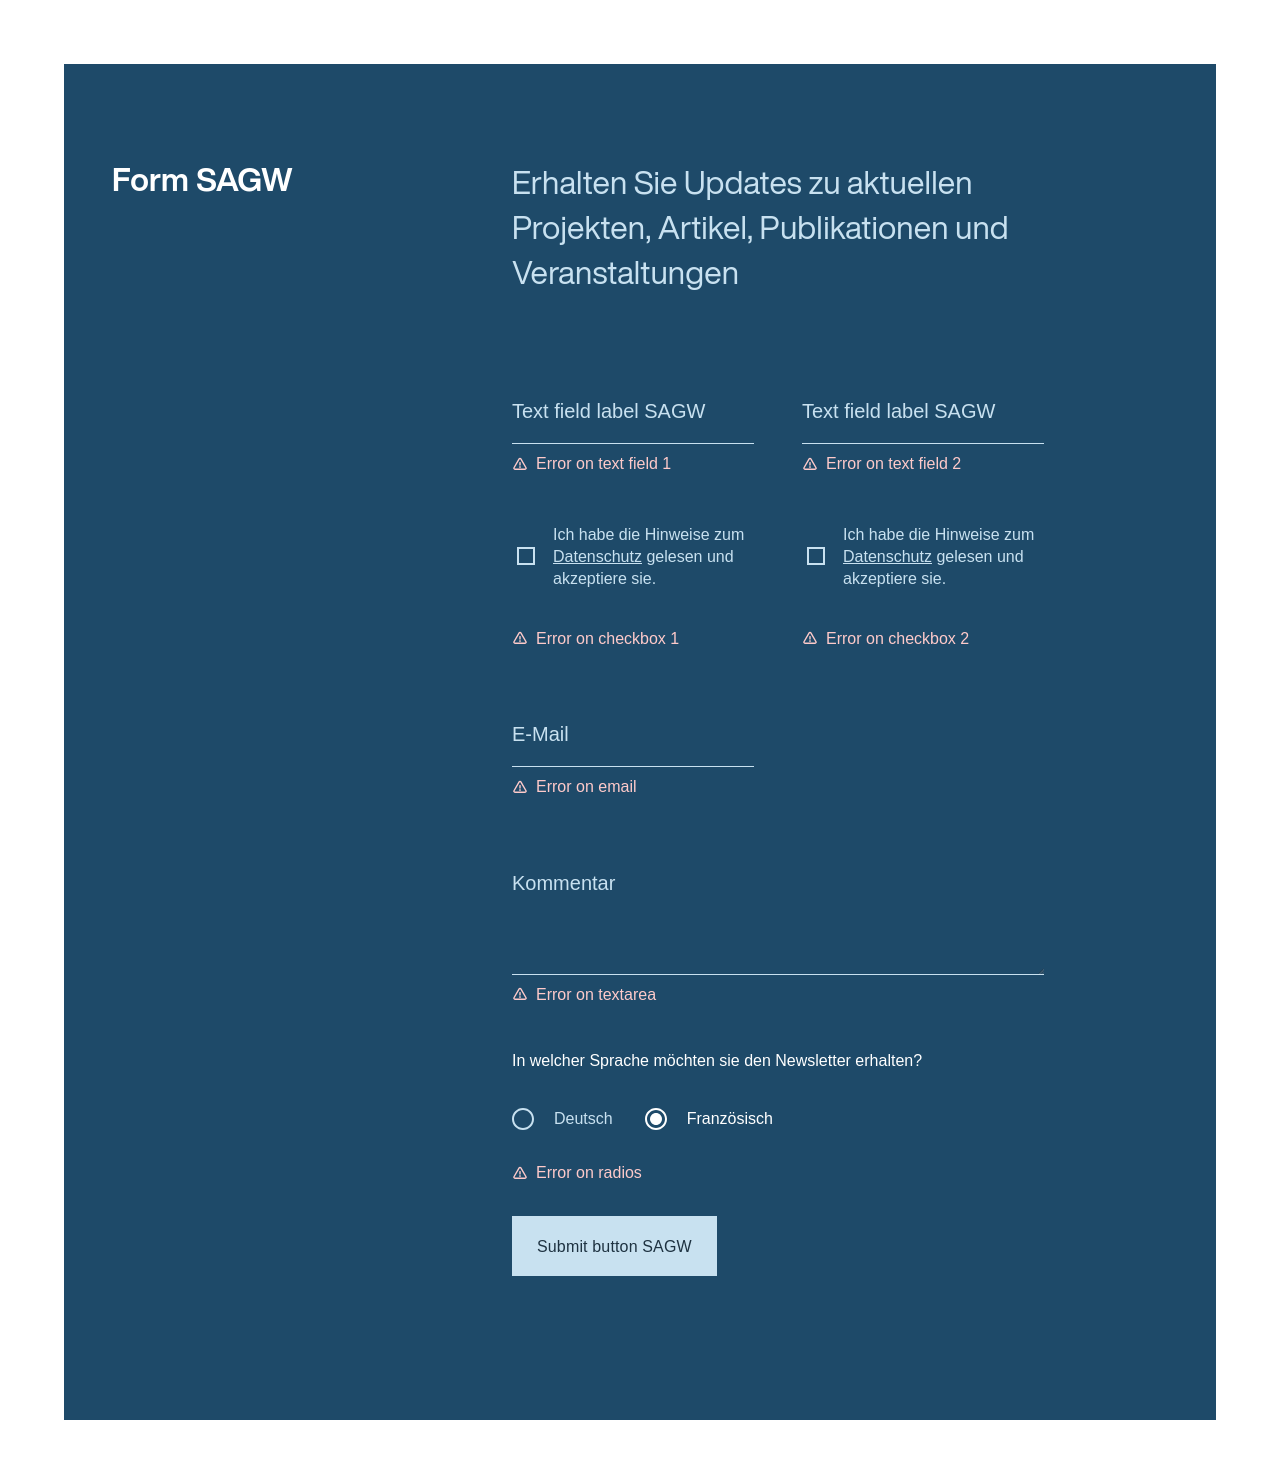 Form SAGW
Erhalten Sie Updates zu aktuellen
Projekten, Artikel, Publikationen und
Veranstaltungen
Text field label SAGW
Error on text field 1
Text field label SAGW
Error on text field 2
Ich habe die Hinweise zum
Datenschutz gelesen und
akzeptiere sie.
Error on checkbox 1
Ich habe die Hinweise zum
Datenschutz gelesen und
akzeptiere sie.
Error on checkbox 2
E-Mail
Error on email
Kommentar
Error on textarea
In welcher Sprache möchten sie den Newsletter erhalten?
Deutsch
Französisch
Error on radios
Submit button SAGW